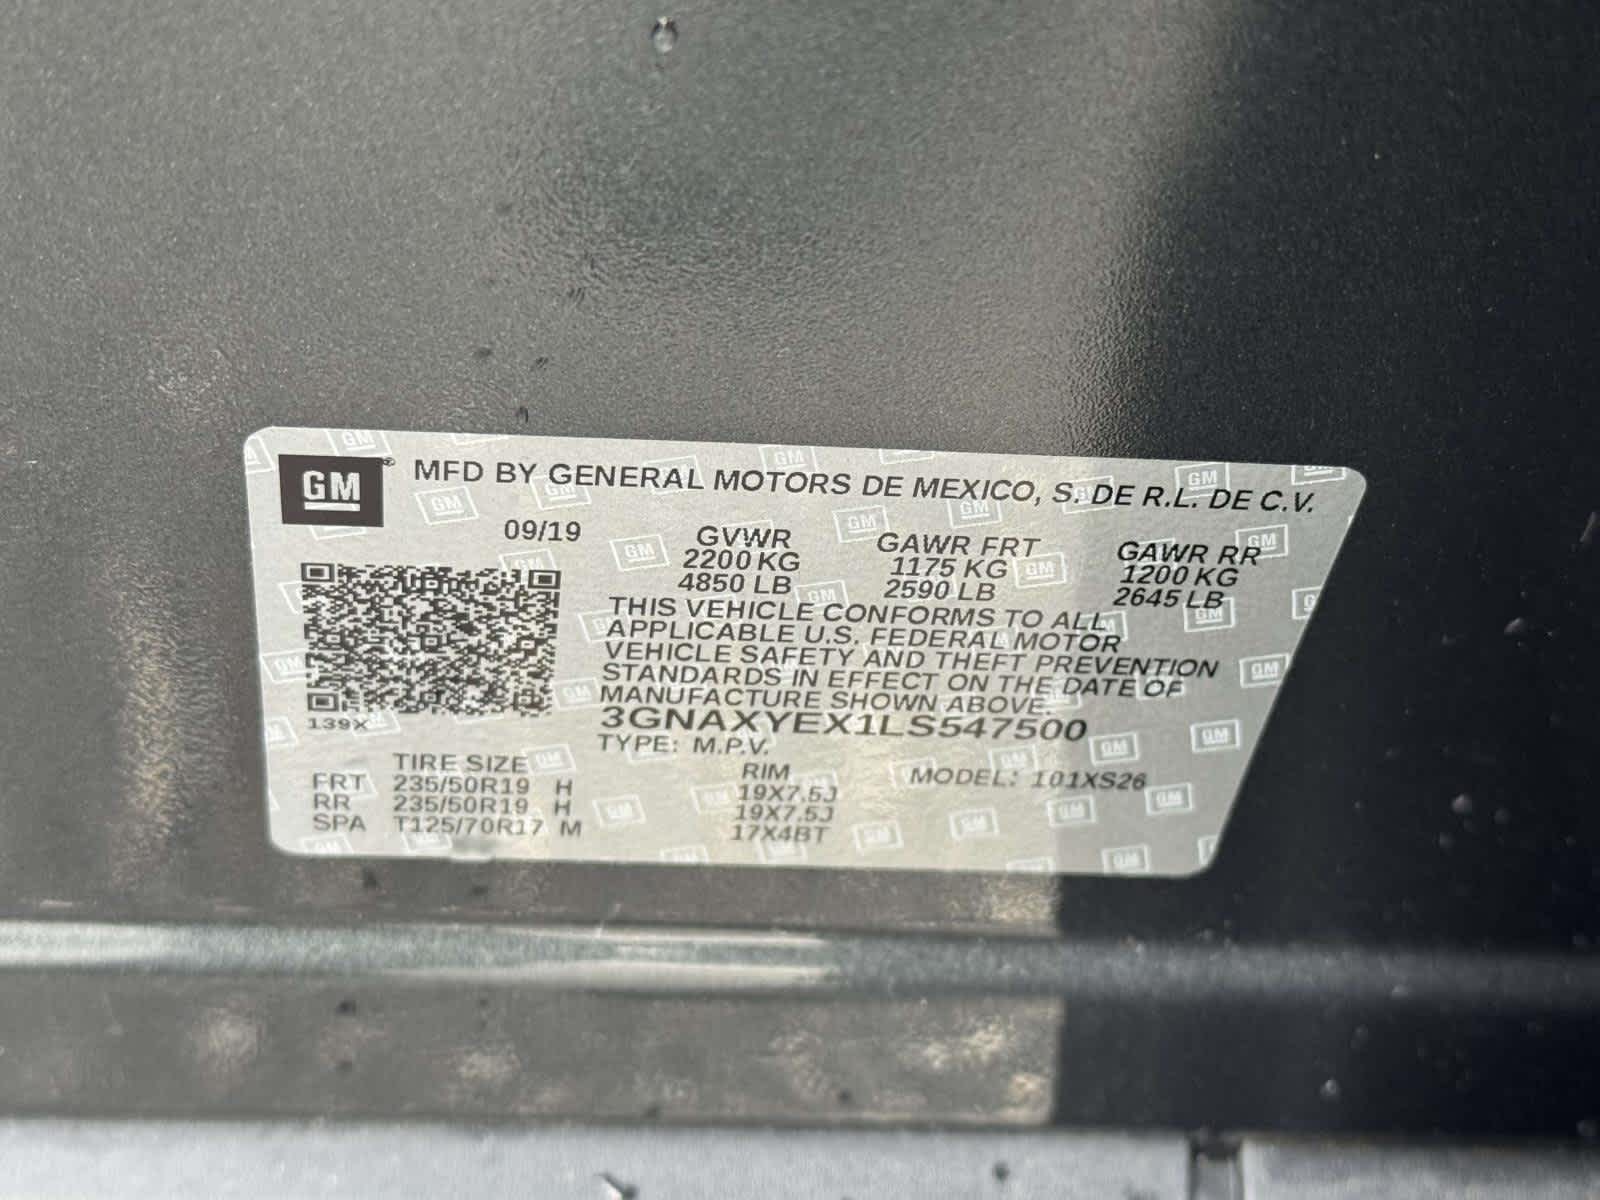 GM® MFD BY GENERAL MOTORS DE MEXICO, S. DE R.L. DE C.V.
09/19 GVWR GAWR FRT GAWR RR
2200 KG 1175 KG 1200 KG
4850 LB 2590 LB 2645 LB
THIS VEHICLE CONFORMS TO ALL
APPLICABLE U.S. FEDERAL MOTOR
VEHICLE SAFETY AND THEFT PREVENTION
STANDARDS IN EFFECT ON THE DATE OF
MANUFACTURE SHOWN ABOVE.
139X 3GNAXYEX1LS547500
TYPE: M.P.V.
TIRE SIZE RIM MODEL: 101XS26
FRT 235/50R19 H 19X7.5J
RR 235/50R19 H 19X7.5J
SPA T125/70R17 M 17X4BT